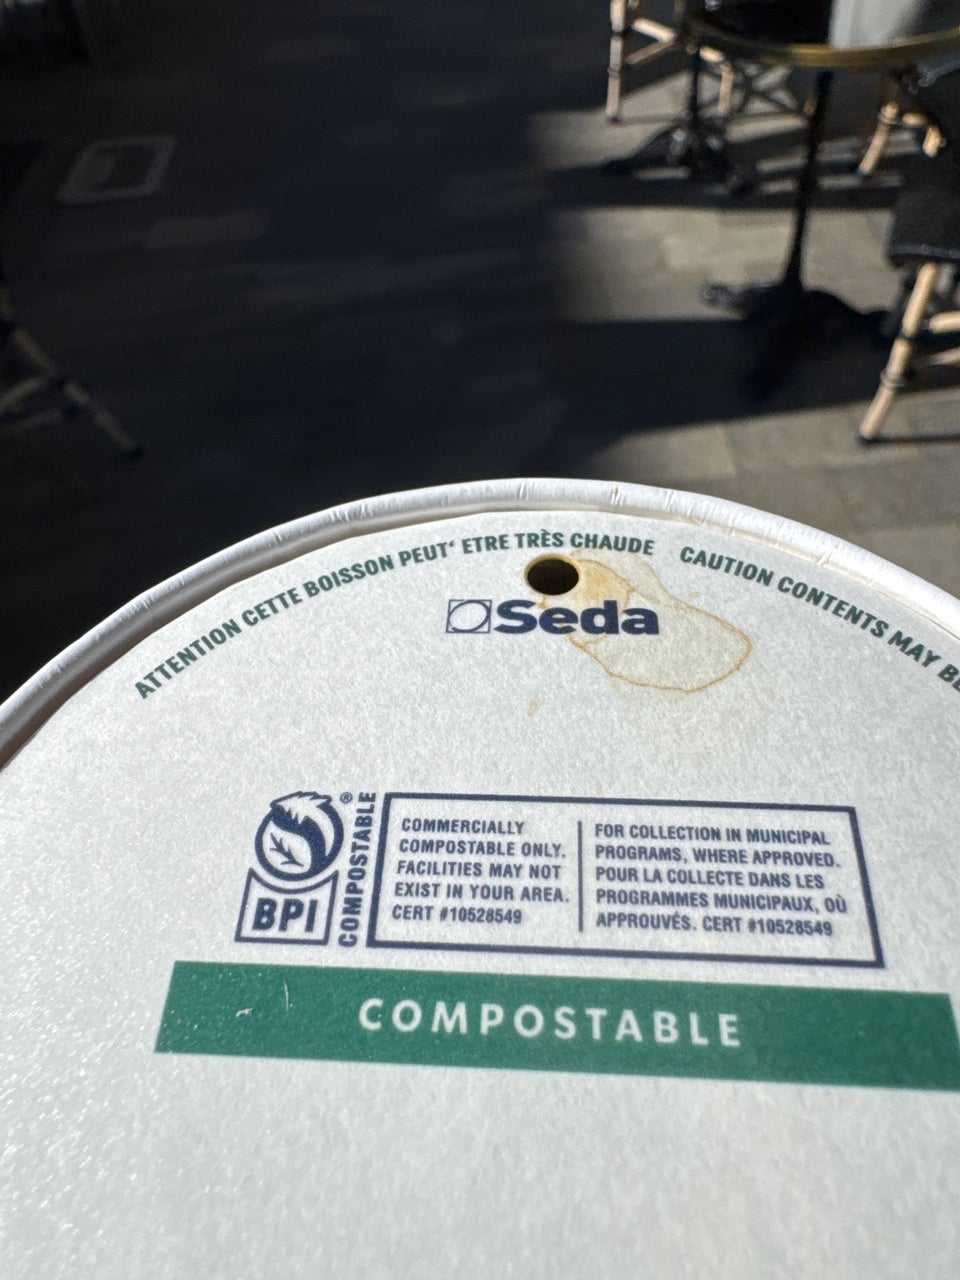 ATTENTION CETTE BOISSON PEUT' ETRE TRÈS CHAUDE
CAUTION CONTENTS MAY
Seda
BPI
®
COMPOSTABLE
COMMERCIALLY
COMPOSTABLE ONLY.
FACILITIES MAY NOT
EXIST IN YOUR AREA.
CERT #10528549
FOR COLLECTION IN MUNICIPAL
PROGRAMS, WHERE APPROVED.
POUR LA COLLECTE DANS LES
PROGRAMMES MUNICIPAUX, OÙ
APPROUVÉS. CERT #10528549
COMPOSTABLE